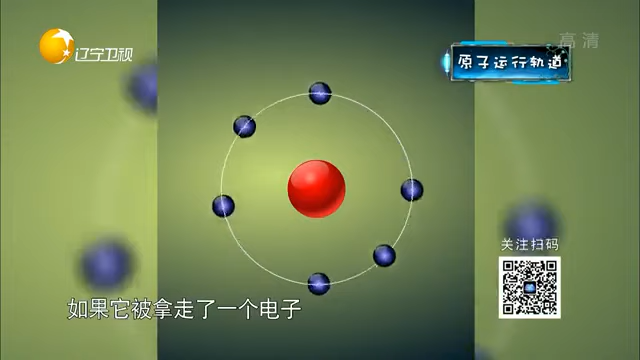 辽宁卫视
高清
原子运行轨道
关注扫码
如果它被拿走了一个电子